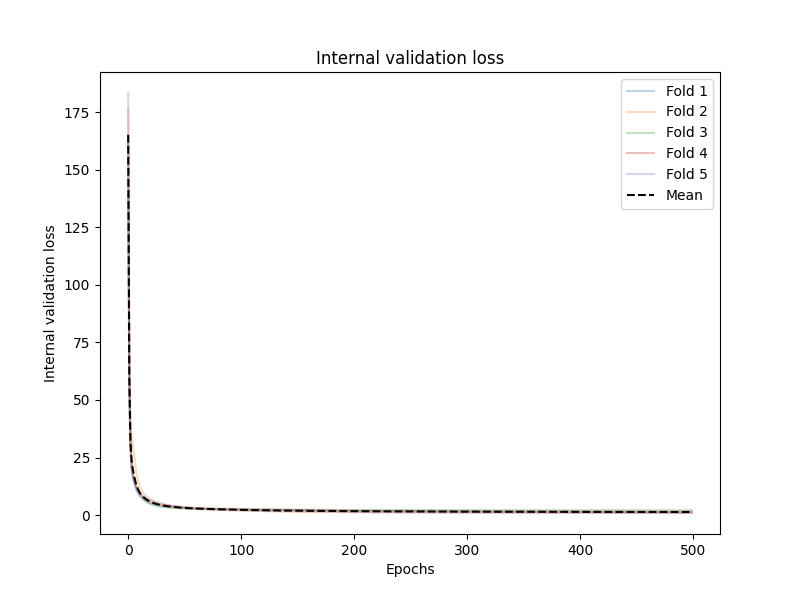 Internal validation loss
Fold 1
Fold 2
Fold 3
Fold 4
Fold 5
Mean
Internal validation loss
175
150
125
100
75
50
25
0
0 100 200 300 400 500
Epochs